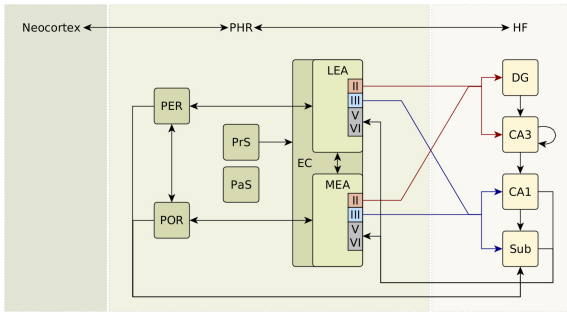 Neocortex PHR HF
LEA
II
III
V
VI
DG
PER
PrS
CA3
EC
PaS
MEA
II
III
V
VI
CA1
POR
Sub